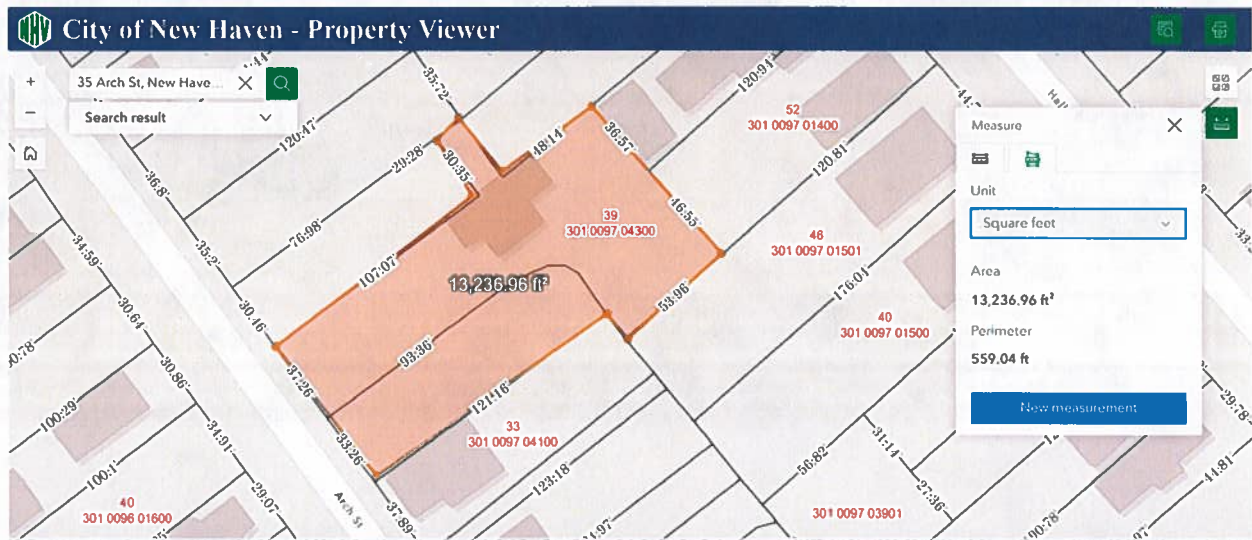 City of New Haven - Property Viewer
35 Arch St, New Have...
Search result
+
−
35.72
120.94
44.
Hall
120.47
29.28
30.35
48.14
36.57
52
301 0097 01400
120.81
36.8
76.98
35.2
46.55
39
301 0097 04300
46
301 0097 01501
34.59
107.07
13,236.96 ft²
53.96
176.04
30.46
30.64
93.36
40
301 0097 01500
30.86
37.26
121.16
100.29
34.91
33.26
33
301 0097 04100
56.82
31.14
29.78
100.1
29.07
Arch St
37.89
123.18
27.36
44.81
40
301 0096 01600
301 0097 03901
Measure
Unit
Square feet
Area
13,236.96 ft²
Perimeter
559.04 ft
New measurement